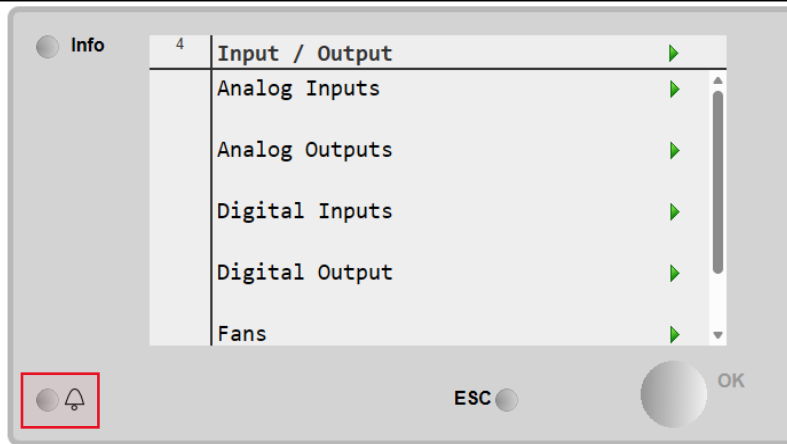 Info
4
Input / Output
Analog Inputs
Analog Outputs
Digital Inputs
Digital Output
Fans
ESC
OK